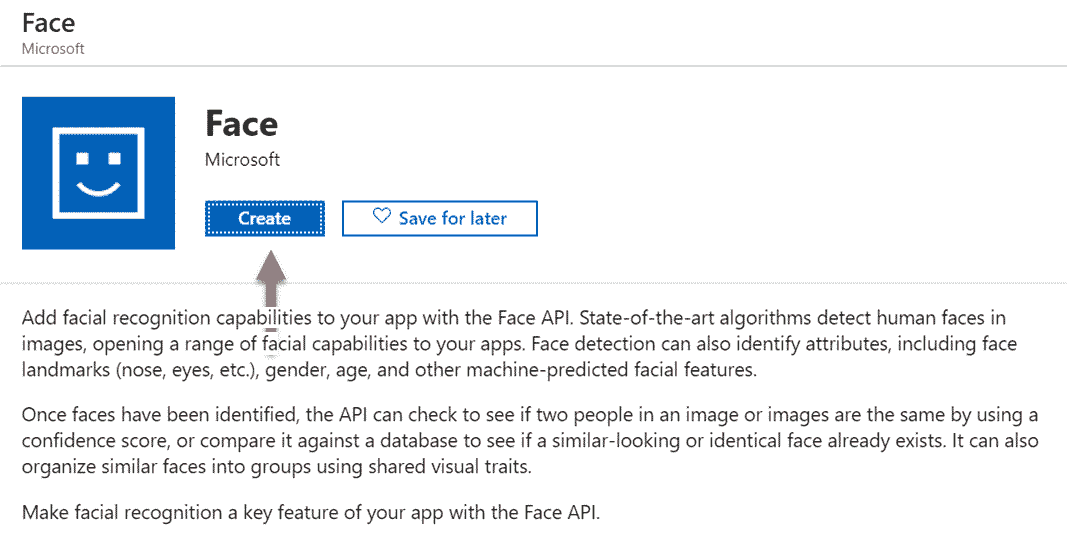 Face
Microsoft
Face
Microsoft
Create
Save for later
Add facial recognition capabilities to your app with the Face API. State-of-the-art algorithms detect human faces in
images, opening a range of facial capabilities to your apps. Face detection can also identify attributes, including face
landmarks (nose, eyes, etc.), gender, age, and other machine-predicted facial features.
Once faces have been identified, the API can check to see if two people in an image or images are the same by using a
confidence score, or compare it against a database to see if a similar-looking or identical face already exists. It can also
organize similar faces into groups using shared visual traits.
Make facial recognition a key feature of your app with the Face API.